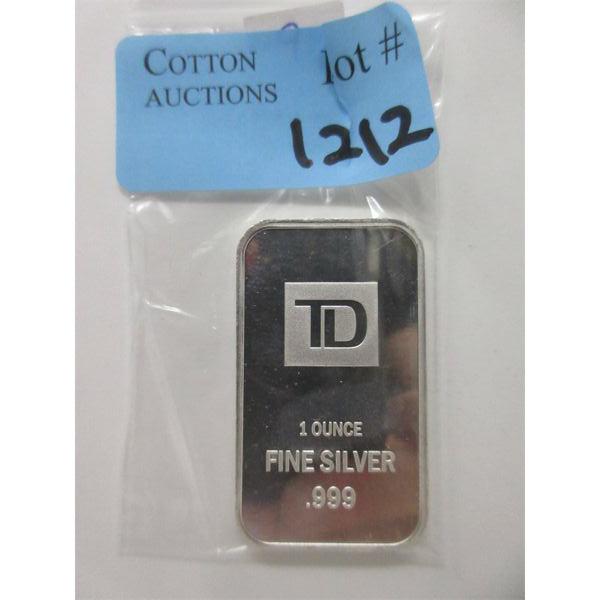 COTTON lot #
AUCTIONS
1212
TD
1 OUNCE
FINE SILVER
.999